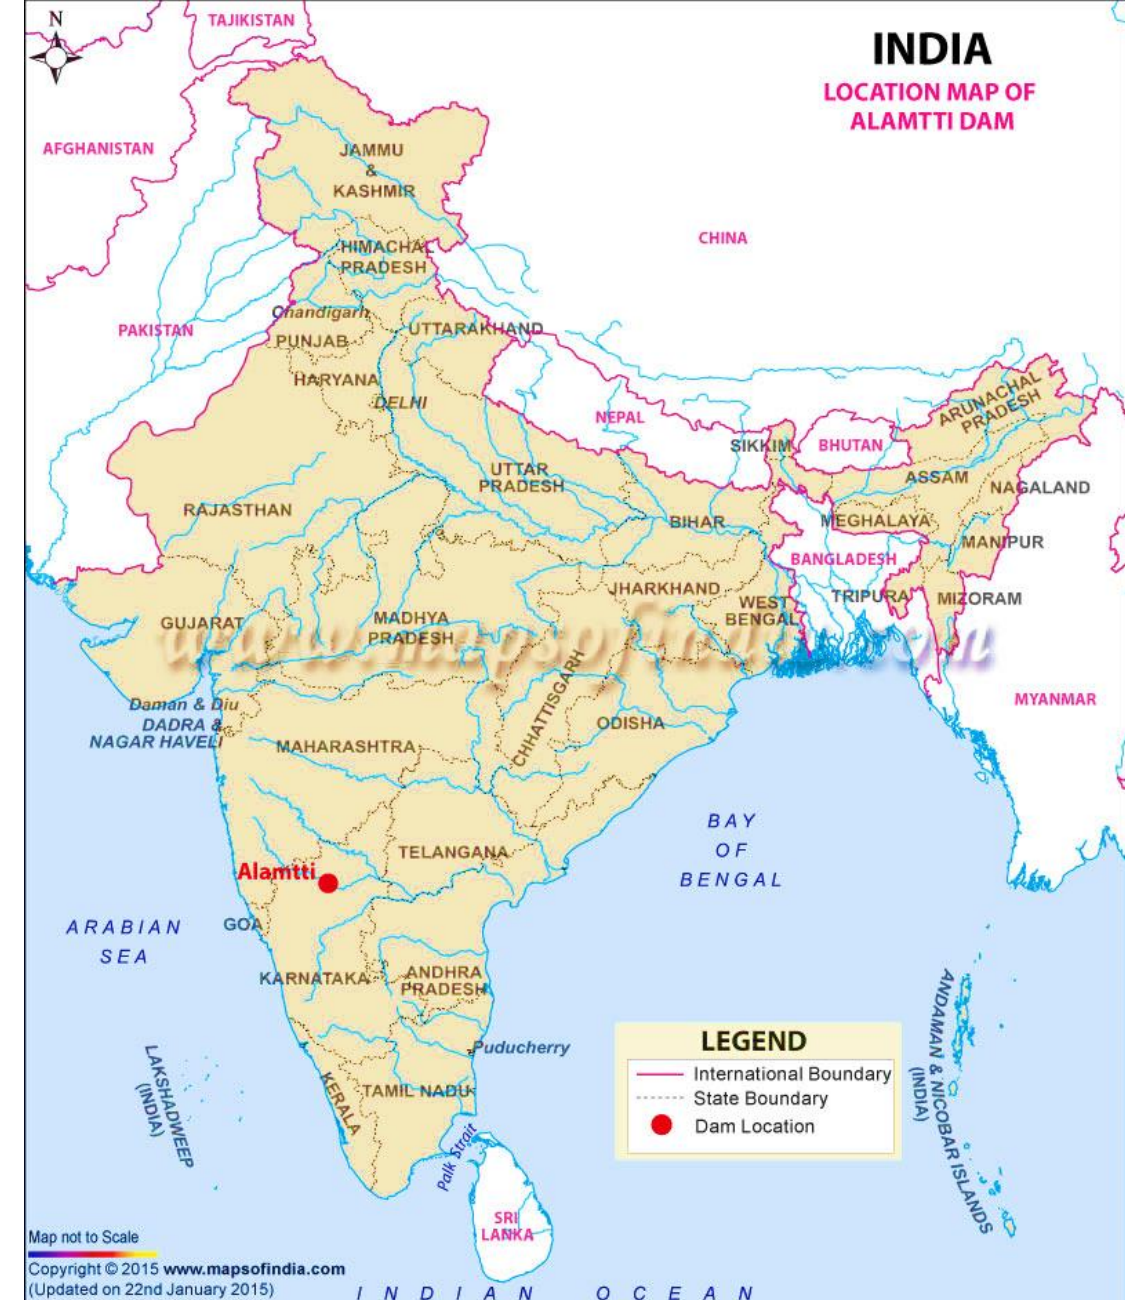 N
TAJIKISTAN
INDIA
LOCATION MAP OF
ALAMTTI DAM
AFGHANISTAN
JAMMU
&
KASHMIR
CHINA
HIMACHAL
PRADESH
Chandigarh
PAKISTAN
UTTARAKHAND
PUNJAB
HARYANA
DELHI
ARUNACHAL
PRADESH
NEPAL
SIKKIM
BHUTAN
UTTAR
PRADESH
ASSAM
NAGALAND
RAJASTHAN
BIHAR
MEGHALAYA
MANIPUR
BANGLADESH
JHARKHAND
TRIPURA
MIZORAM
WEST
BENGAL
GUJARAT
MADHYA
PRADESH
www.mapsofindia.com
CHHATTISGARH
MYANMAR
Daman & Diu
DADRA &
NAGAR HAVELI
ODISHA
MAHARASHTRA
BAY
OF
BENGAL
TELANGANA
Alamtti
GOA
ARABIAN
SEA
KARNATAKA
ANDHRA
PRADESH
ANDAMAN & NICOBAR ISLANDS
(INDIA)
LEGEND
International Boundary
State Boundary
Dam Location
Puducherry
LAKSHADWEEP
(INDIA)
KERALA
TAMIL NADU
Palk Strait
SRI
LANKA
Map not to Scale
Copyright © 2015 www.mapsofindia.com
(Updated on 22nd January 2015)
INDIAN OCEAN